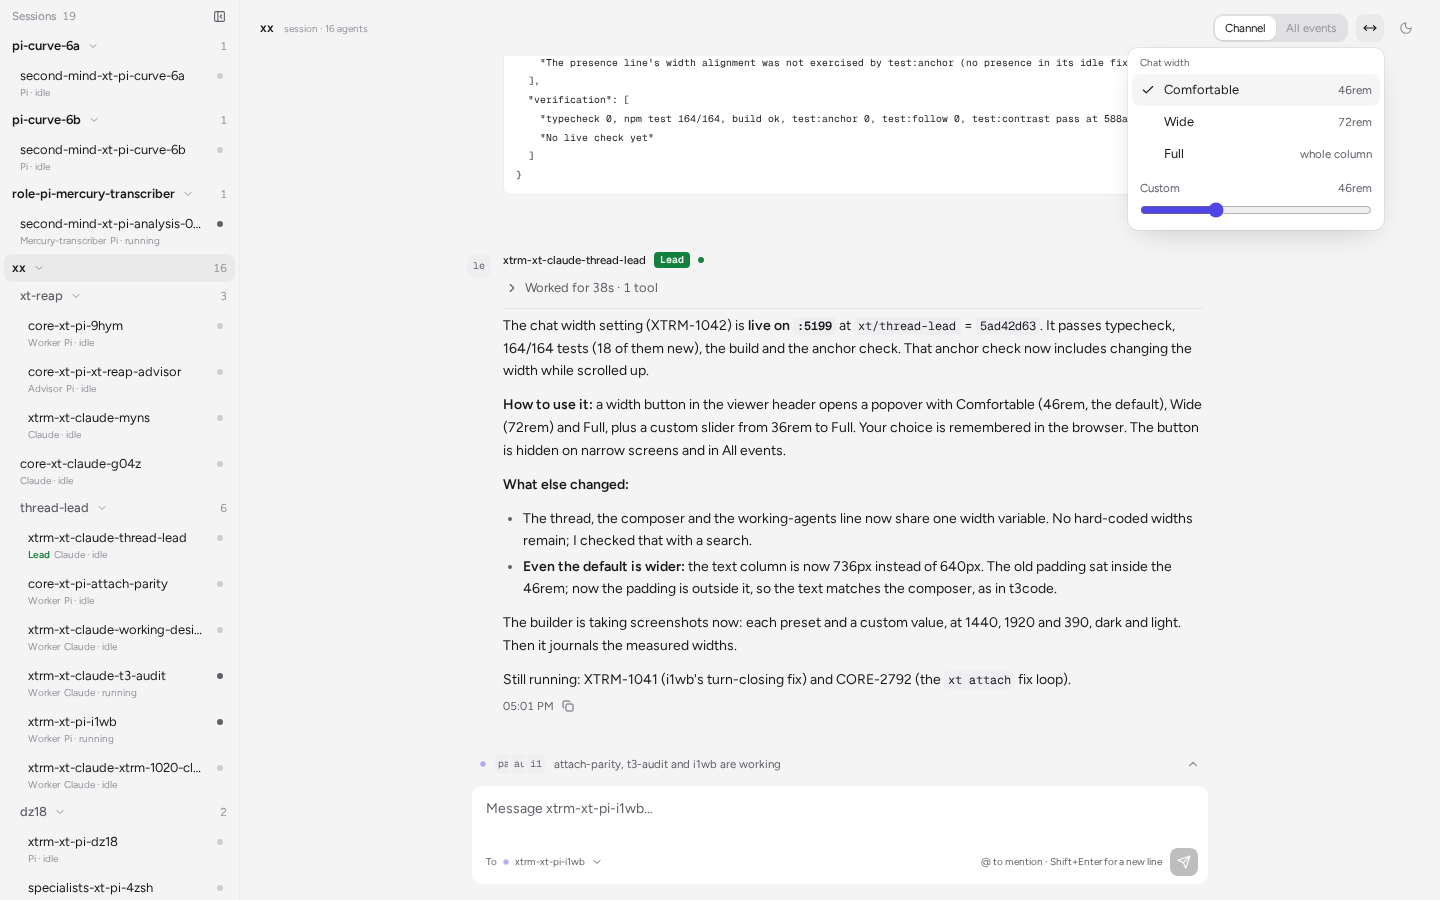 Sessions 19
pi-curve-6a 1
second-mind-xt-pi-curve-6a
Pi · idle
pi-curve-6b 1
second-mind-xt-pi-curve-6b
Pi · idle
role-pi-mercury-transcriber 1
second-mind-xt-pi-analysis-0...
Mercury-transcriber Pi · running
xx 16
xt-reap 3
core-xt-pi-9hym
Worker Pi · idle
core-xt-pi-xt-reap-advisor
Advisor Pi · idle
xtrm-xt-claude-myns
Claude · idle
core-xt-claude-g04z
Claude · idle
thread-lead 6
xtrm-xt-claude-thread-lead
Lead Claude · idle
core-xt-pi-attach-parity
Worker Pi · idle
xtrm-xt-claude-working-desi...
Worker Claude · idle
xtrm-xt-claude-t3-audit
Worker Claude · running
xtrm-xt-pi-i1wb
Worker Pi · running
xtrm-xt-claude-xtrm-1020-cl...
Worker Claude · idle
dz18 2
xtrm-xt-pi-dz18
Pi · idle
specialists-xt-pi-4zsh
xx session · 16 agents
Channel All events
Chat width
Comfortable 46rem
Wide 72rem
Full whole column
Custom 46rem
"The presence line's width alignment was not exercised by test:anchor (no presence in its idle fix
],
"verification": [
"typecheck 0, npm test 164/164, build ok, test:anchor 0, test:follow 0, test:contrast pass at 588a
"No live check yet"
]
}
le xtrm-xt-claude-thread-lead Lead
Worked for 38s · 1 tool
The chat width setting (XTRM-1042) is live on :5199 at xt/thread-lead = 5ad42d63. It passes typecheck,
164/164 tests (18 of them new), the build and the anchor check. That anchor check now includes changing the
width while scrolled up.
How to use it: a width button in the viewer header opens a popover with Comfortable (46rem, the default), Wide
(72rem) and Full, plus a custom slider from 36rem to Full. Your choice is remembered in the browser. The button
is hidden on narrow screens and in All events.
What else changed:
• The thread, the composer and the working-agents line now share one width variable. No hard-coded widths
remain; I checked that with a search.
• Even the default is wider: the text column is now 736px instead of 640px. The old padding sat inside the
46rem; now the padding is outside it, so the text matches the composer, as in t3code.
The builder is taking screenshots now: each preset and a custom value, at 1440, 1920 and 390, dark and light.
Then it journals the measured widths.
Still running: XTRM-1041 (i1wb's turn-closing fix) and CORE-2792 (the xt attach fix loop).
05:01 PM
pa au i1 attach-parity, t3-audit and i1wb are working
Message xtrm-xt-pi-i1wb...
To xtrm-xt-pi-i1wb
@ to mention · Shift+Enter for a new line